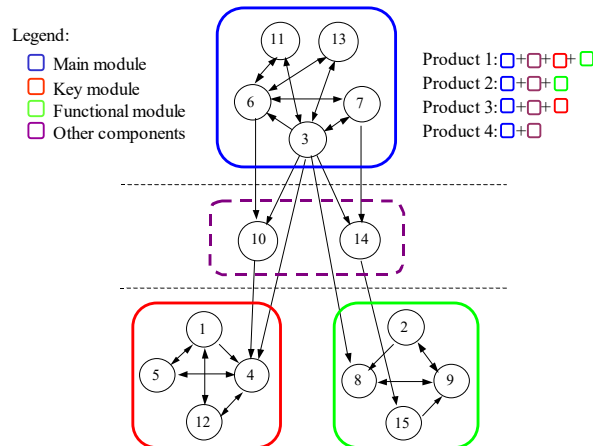 Legend:
Main module
Key module
Functional module
Other components
Product 1: + + +
Product 2: + +
Product 3: + +
Product 4: +
11
13
6
7
3
10
14
1
5
4
12
2
8
9
15